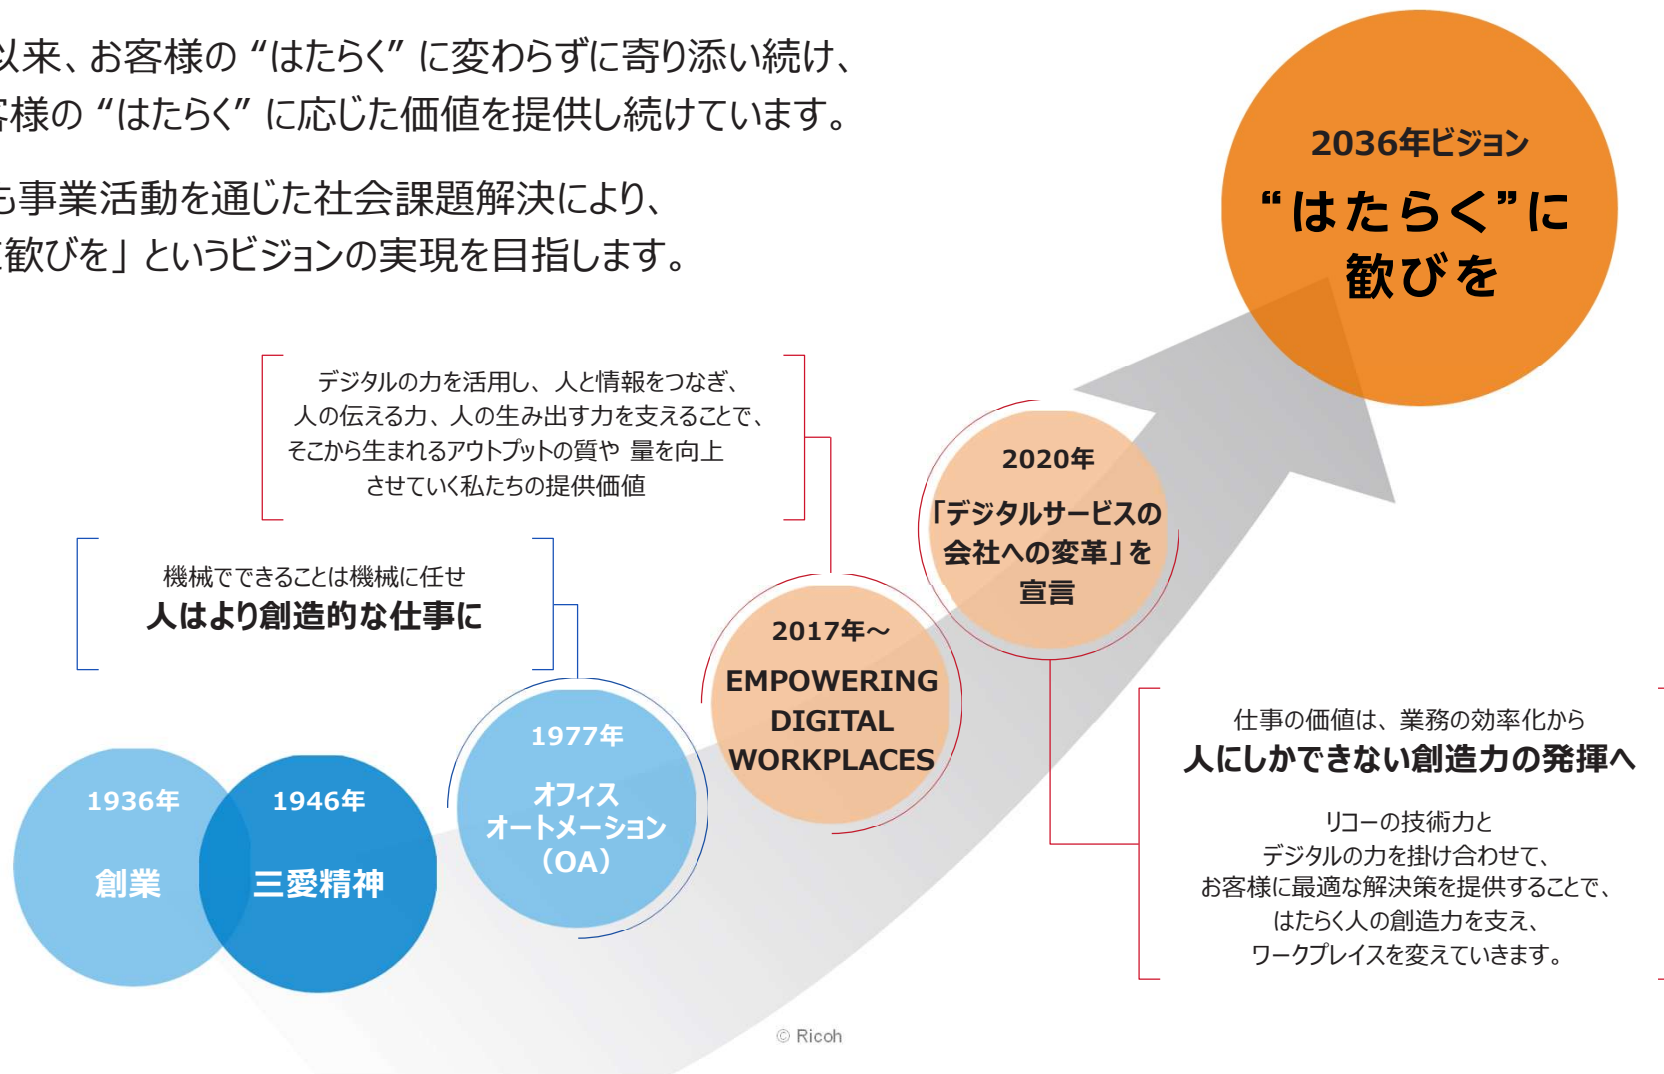 以来、お客様の “はたらく” に変わらずに寄り添い続け、
客様の “はたらく” に応じた価値を提供し続けています。
も事業活動を通じた社会課題解決により、
に歓びを」 というビジョンの実現を目指します。
2036年ビジョン
“はたらく”に
歓びを
デジタルの力を活用し、人と情報をつなぎ、
人の伝える力、人の生み出す力を支えることで、
そこから生まれるアウトプットの質や 量を向上
させていく私たちの提供価値
機械でできることは機械に任せ
人はより創造的な仕事に
2020年
「デジタルサービスの
会社への変革」を
宣言
2017年～
EMPOWERING
DIGITAL
WORKPLACES
1977年
オフィス
オートメーション
（OA）
1936年
創業
1946年
三愛精神
仕事の価値は、業務の効率化から
人にしかできない創造力の発揮へ
リコーの技術力と
デジタルの力を掛け合わせて、
お客様に最適な解決策を提供することで、
はたらく人の創造力を支え、
ワークプレイスを変えていきます。
© Ricoh